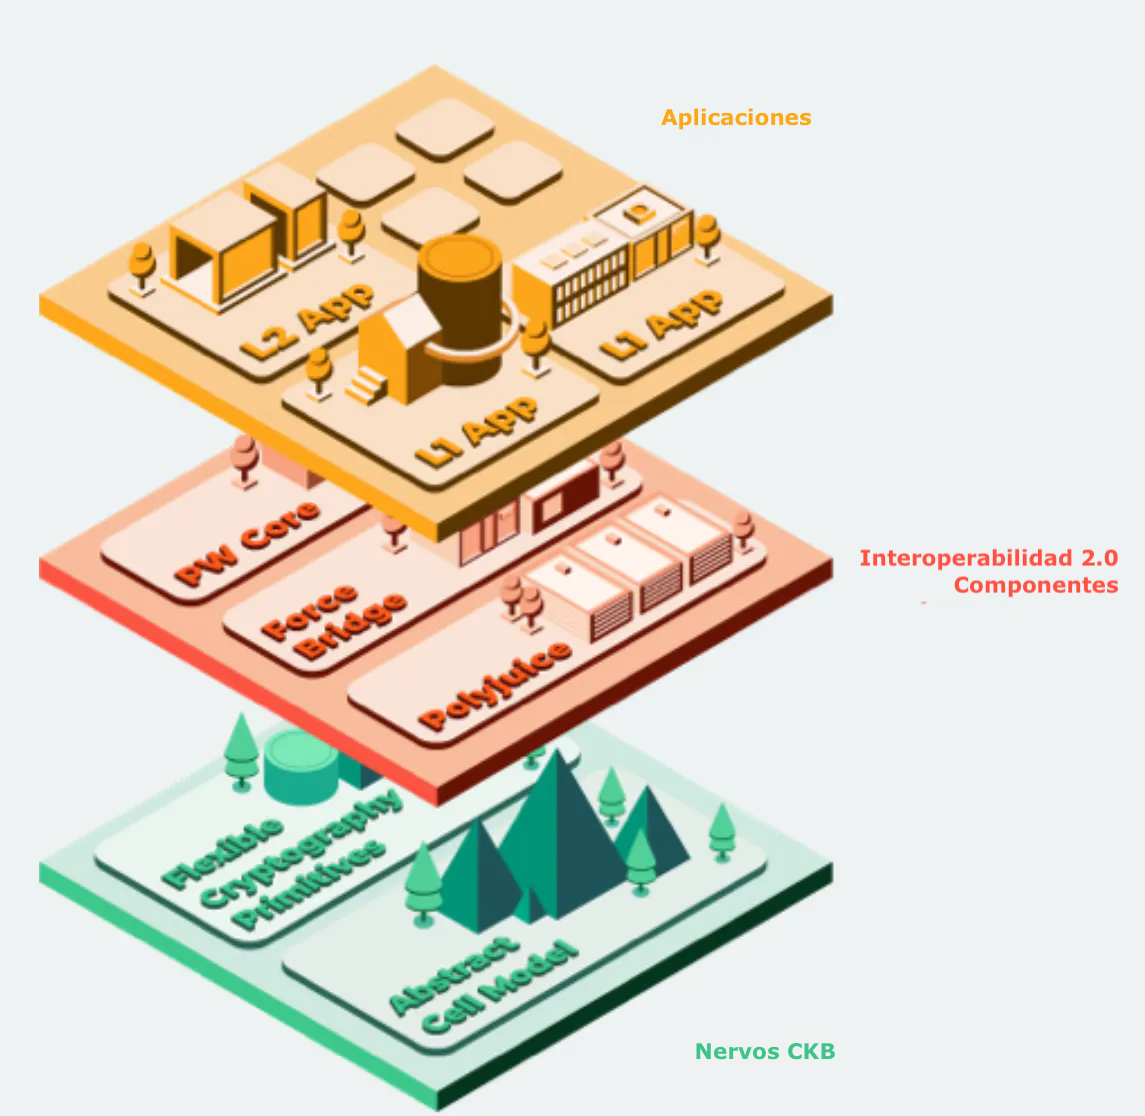 Aplicaciones
L2 App
L1 App
L1 App
PW Core
Force
Bridge
Polyjuice
Interoperabilidad 2.0
Componentes
Flexible
Cryptography
Primitives
Abstract
Cell Model
Nervos CKB